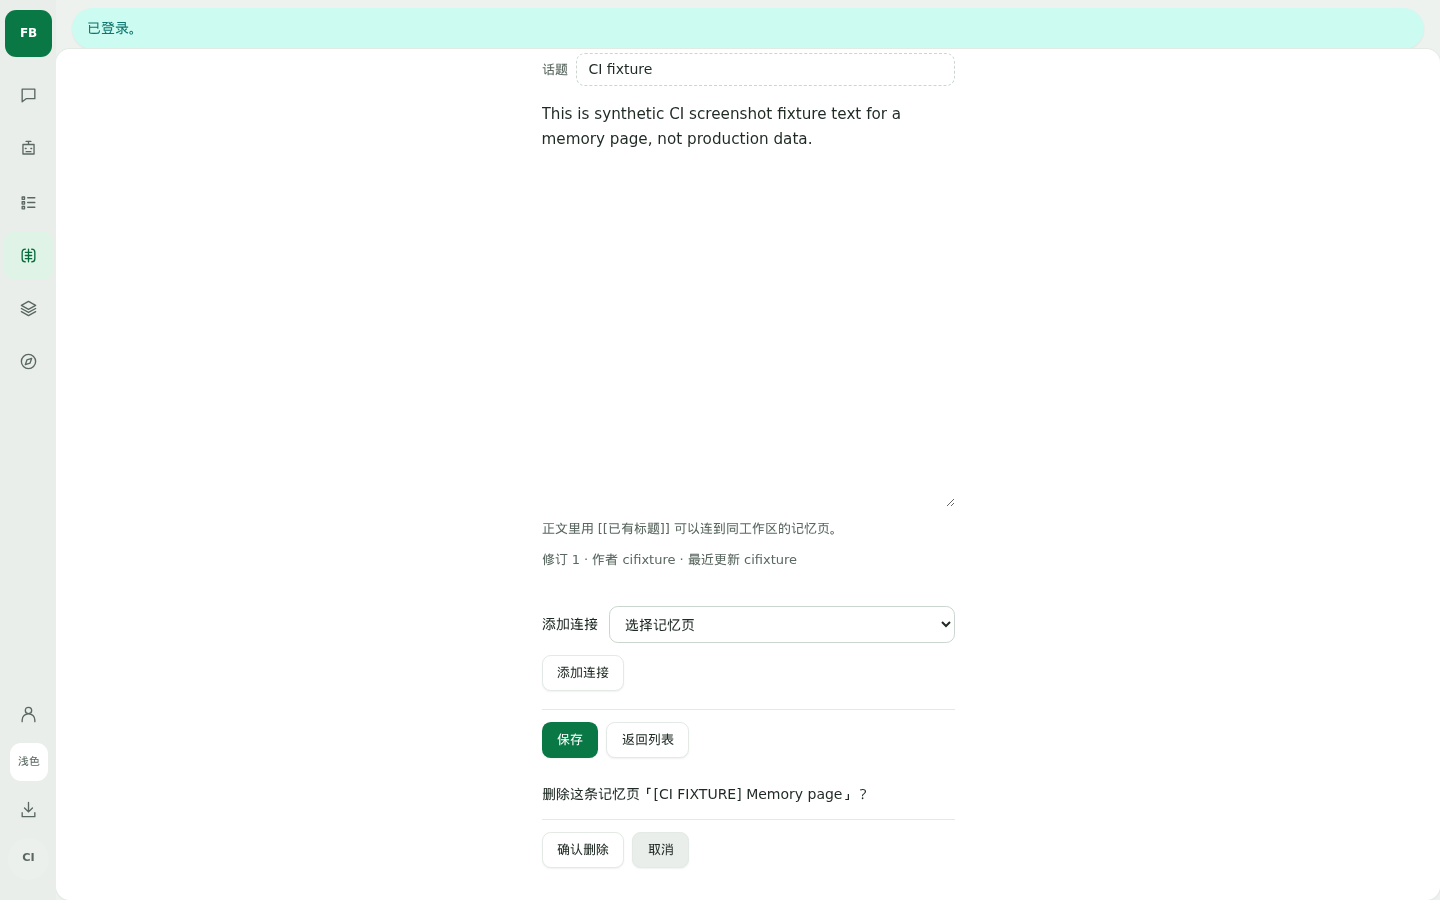 FB
已登录。
话题
CI fixture
This is synthetic CI screenshot fixture text for a
memory page, not production data.
正文里用 [[已有标题]] 可以连到同工作区的记忆页。
修订 1 · 作者 cifixture · 最近更新 cifixture
添加连接
选择记忆页
添加连接
保存
返回列表
删除这条记忆页「[CI FIXTURE] Memory page」？
确认删除
取消
浅色
CI